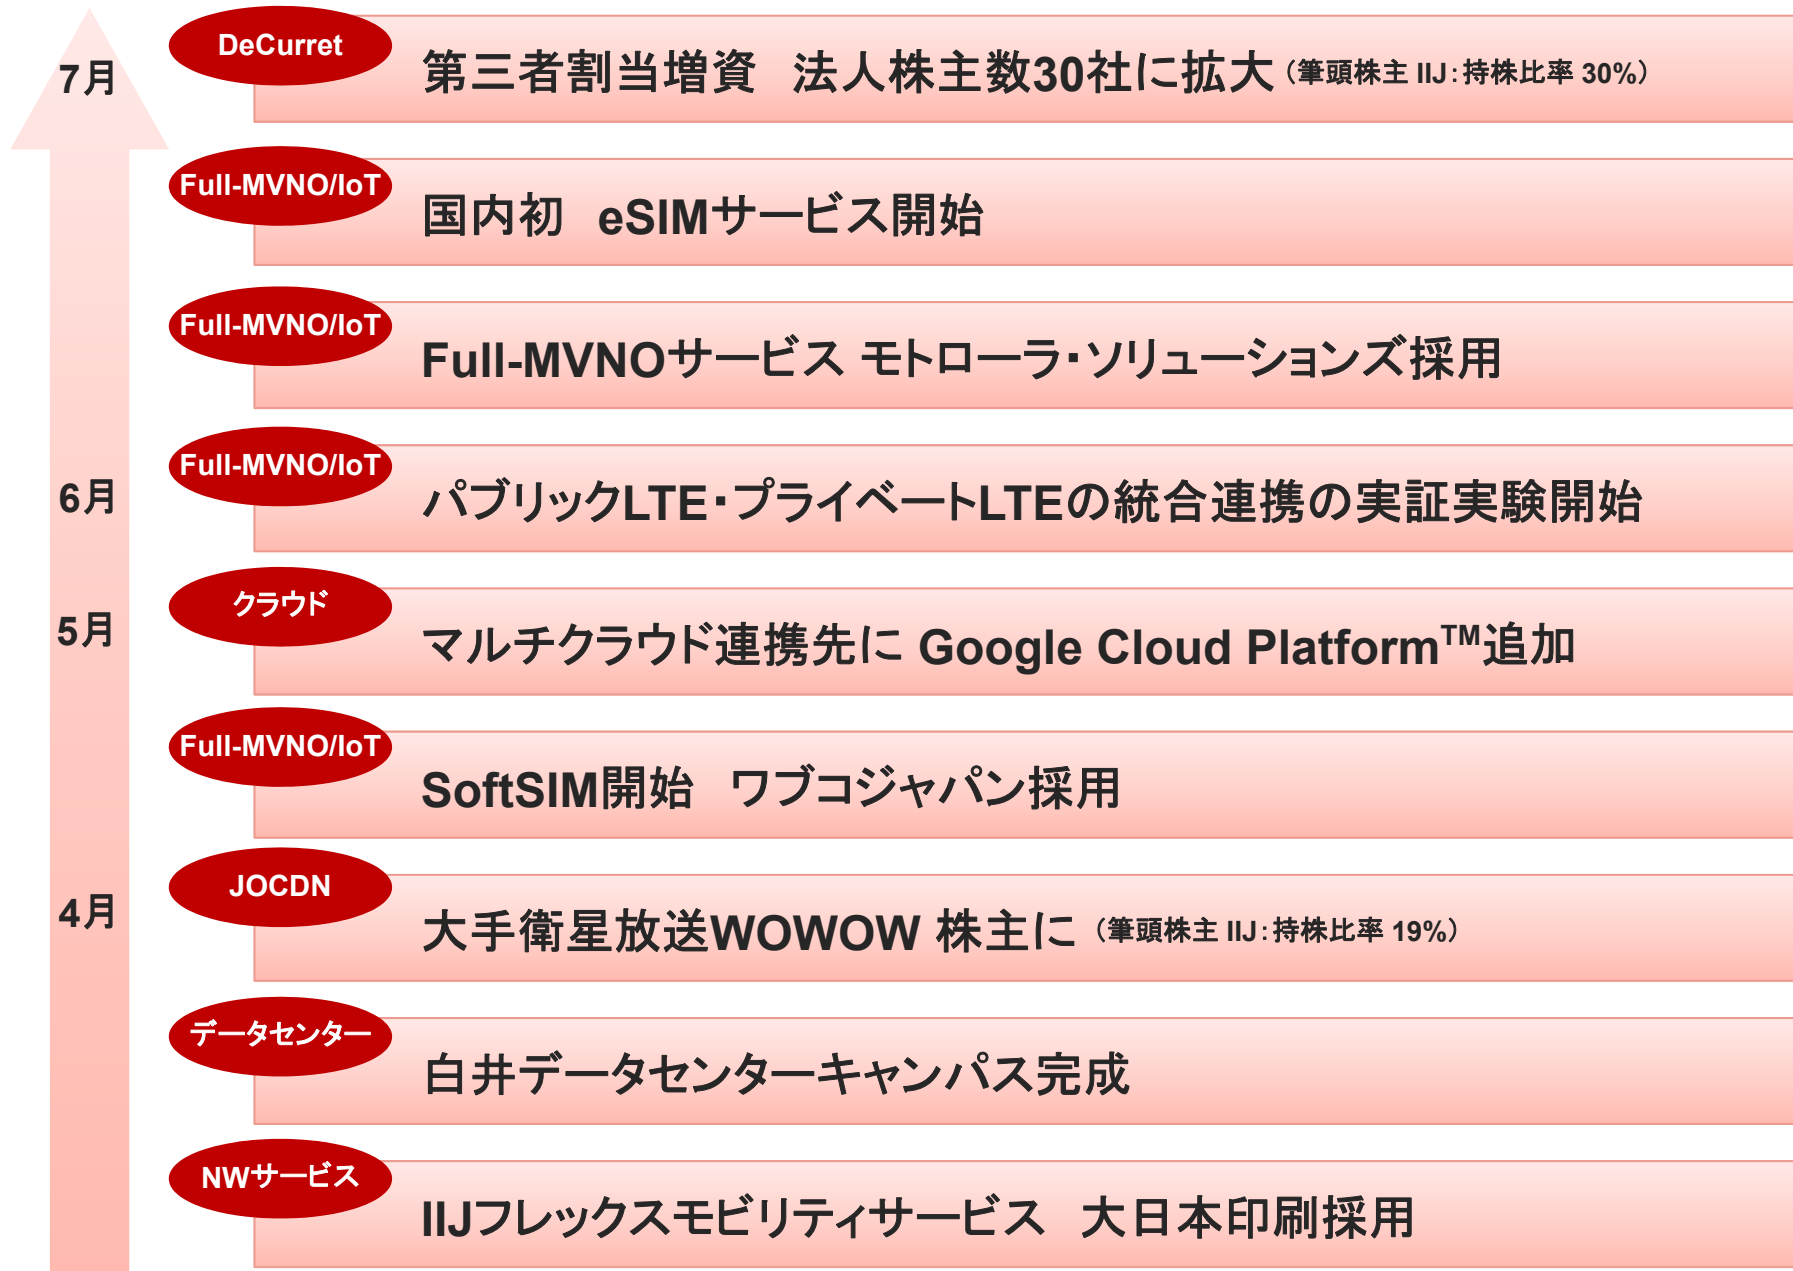 7月
DeCurret
第三者割当増資　法人株主数30社に拡大（筆頭株主 IIJ：持株比率 30%）
Full-MVNO/IoT
国内初　eSIMサービス開始
Full-MVNO/IoT
Full-MVNOサービス モトローラ・ソリューションズ採用
6月
Full-MVNO/IoT
パブリックLTE・プライベートLTEの統合連携の実証実験開始
5月
クラウド
マルチクラウド連携先に Google Cloud Platform™追加
Full-MVNO/IoT
SoftSIM開始　ワブコジャパン採用
4月
JOCDN
大手衛星放送WOWOW 株主に（筆頭株主 IIJ：持株比率 19%）
データセンター
白井データセンターキャンパス完成
NWサービス
IIJフレックスモビリティサービス　大日本印刷採用